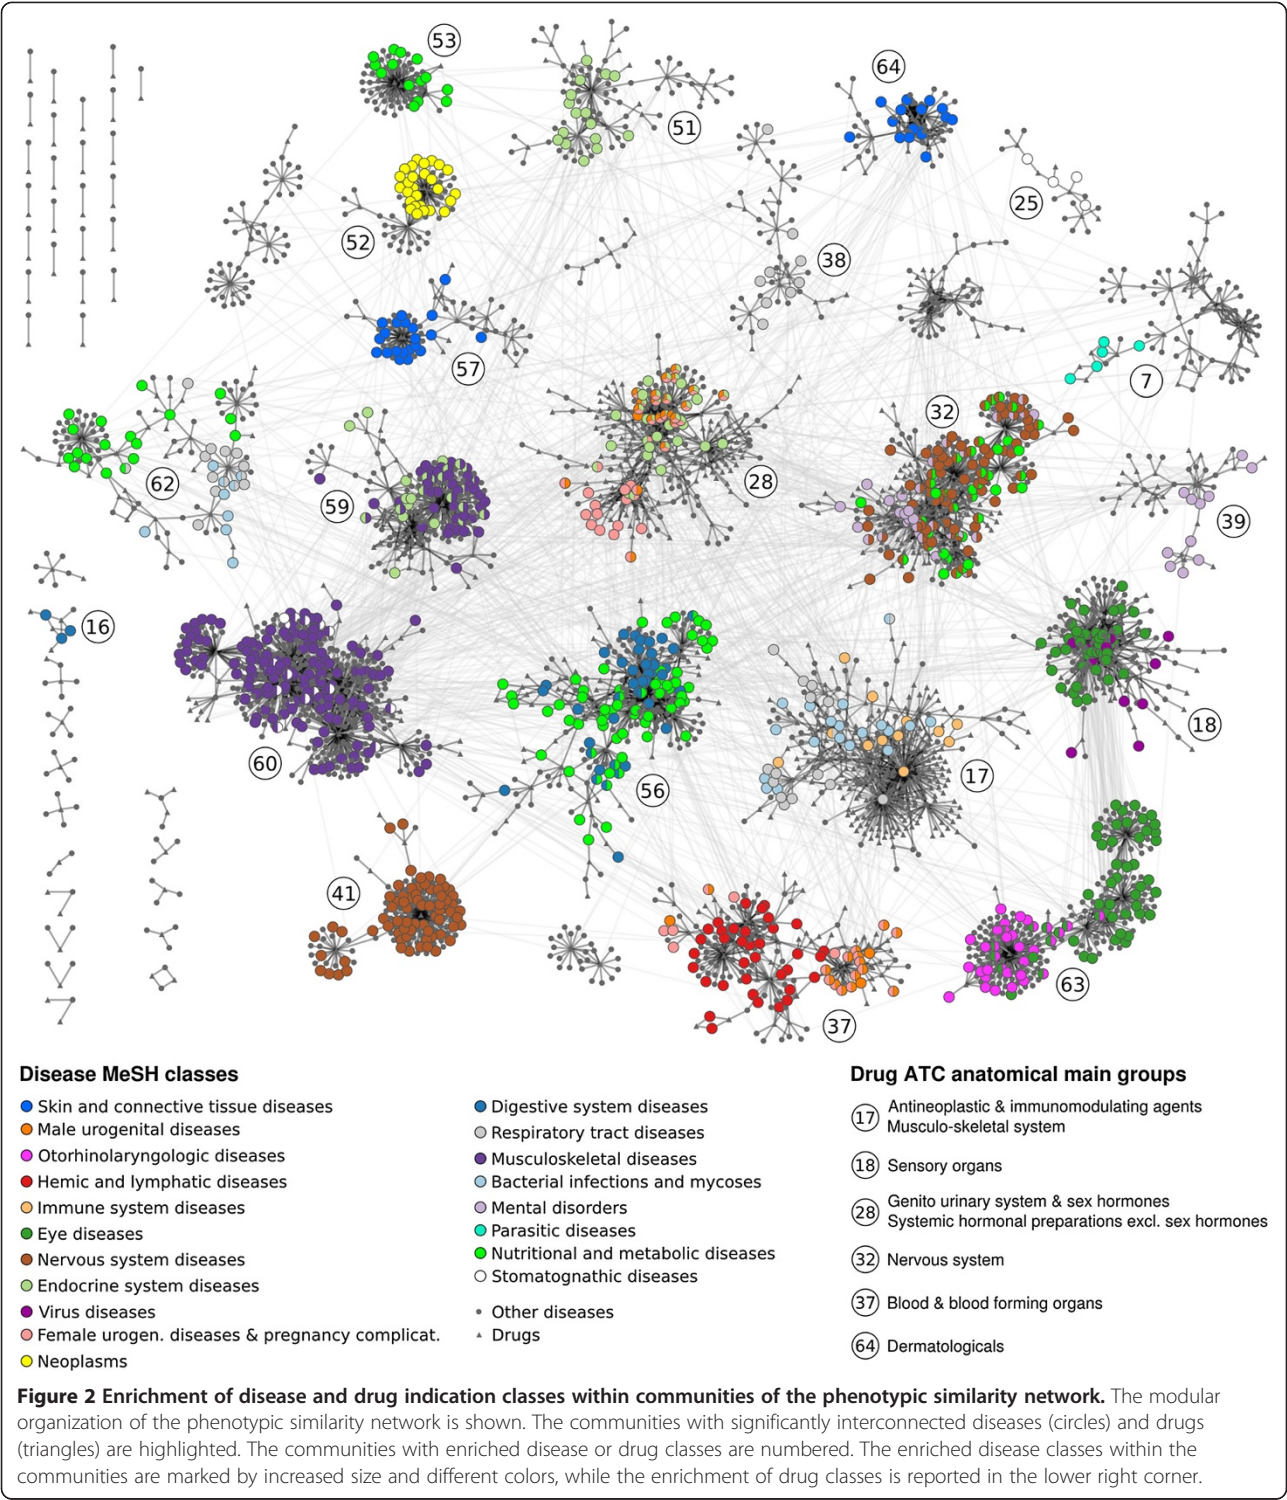 53
64
51
25
52
38
57
7
32
62
59
28
39
16
18
60
56
17
41
63
37
Disease MeSH classes
Skin and connective tissue diseases
Male urogenital diseases
Otorhinolaryngologic diseases
Hemic and lymphatic diseases
Immune system diseases
Eye diseases
Nervous system diseases
Endocrine system diseases
Virus diseases
Female urogen. diseases & pregnancy complicat.
Neoplasms
Digestive system diseases
Respiratory tract diseases
Musculoskeletal diseases
Bacterial infections and mycoses
Mental disorders
Parasitic diseases
Nutritional and metabolic diseases
Stomatognathic diseases
Other diseases
Drugs
Drug ATC anatomical main groups
17 Antineoplastic & immunomodulating agents
Musculo-skeletal system
18 Sensory organs
28 Genito urinary system & sex hormones
Systemic hormonal preparations excl. sex hormones
32 Nervous system
37 Blood & blood forming organs
64 Dermatologicals
Figure 2 Enrichment of disease and drug indication classes within communities of the phenotypic similarity network. The modular
organization of the phenotypic similarity network is shown. The communities with significantly interconnected diseases (circles) and drugs
(triangles) are highlighted. The communities with enriched disease or drug classes are numbered. The enriched disease classes within the
communities are marked by increased size and different colors, while the enrichment of drug classes is reported in the lower right corner.